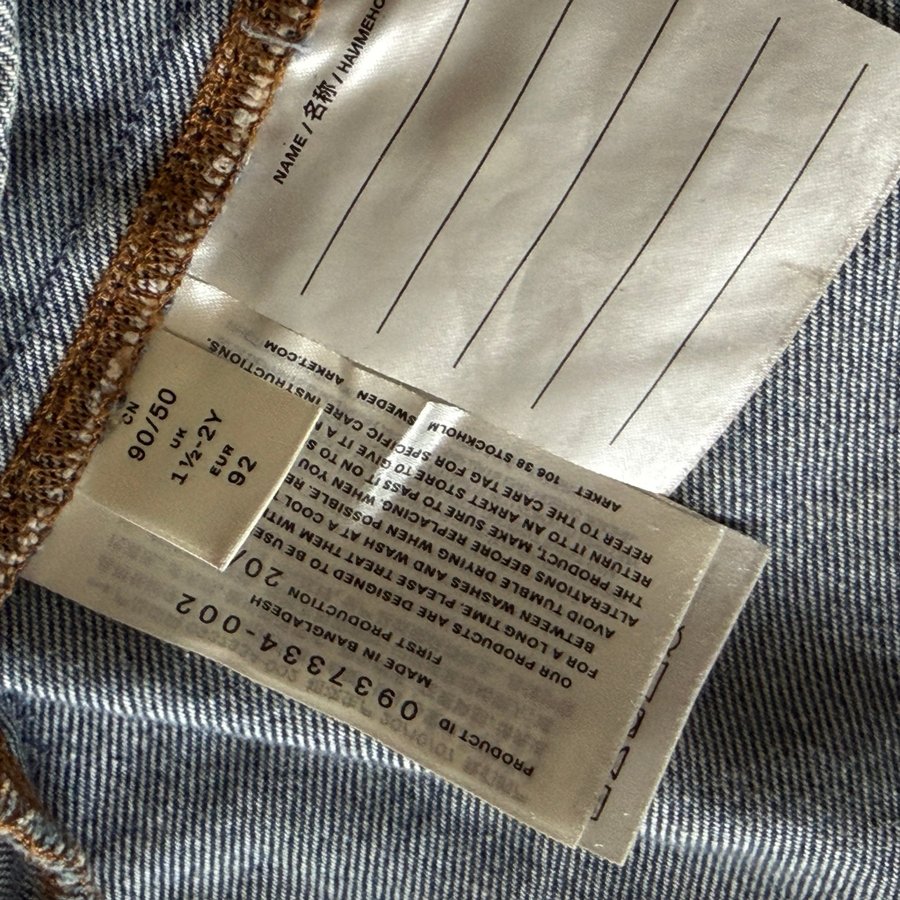 NAME / 名称 / НАИМЕНО
CN
90/50
UK
1½-2Y
EUR
92
PRODUCT ID 0937334-002
MADE IN BANGLADESH
FIRST PRODUCTION 20/
OUR PRODUCTS ARE DESIGNED TO BE USE
FOR A LONG TIME. PLEASE TREAT THEM WIT
BETWEEN WASHES AND WASH AT A COOL T
AVOID TUMBLE DRYING WHEN POSSIBLE. RE
ALTERATIONS BEFORE REPLACING. WHEN YOU
THE PRODUCT, MAKE SURE TO PASS IT ON TO S
RETURN IT TO AN ARKET STORE TO GIVE IT A N
REFER TO THE CARE TAG FOR SPECIFIC CARE INSTRUCTIONS.
ARKET 106 38 STOCKHOLM SWEDEN ARKET.COM